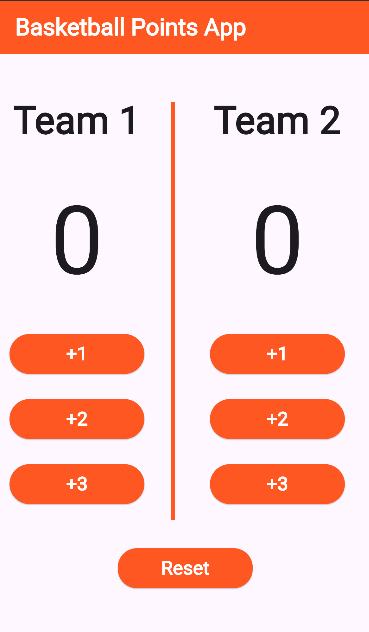 Basketball Points App
Team 1
Team 2
0
0
+1
+1
+2
+2
+3
+3
Reset